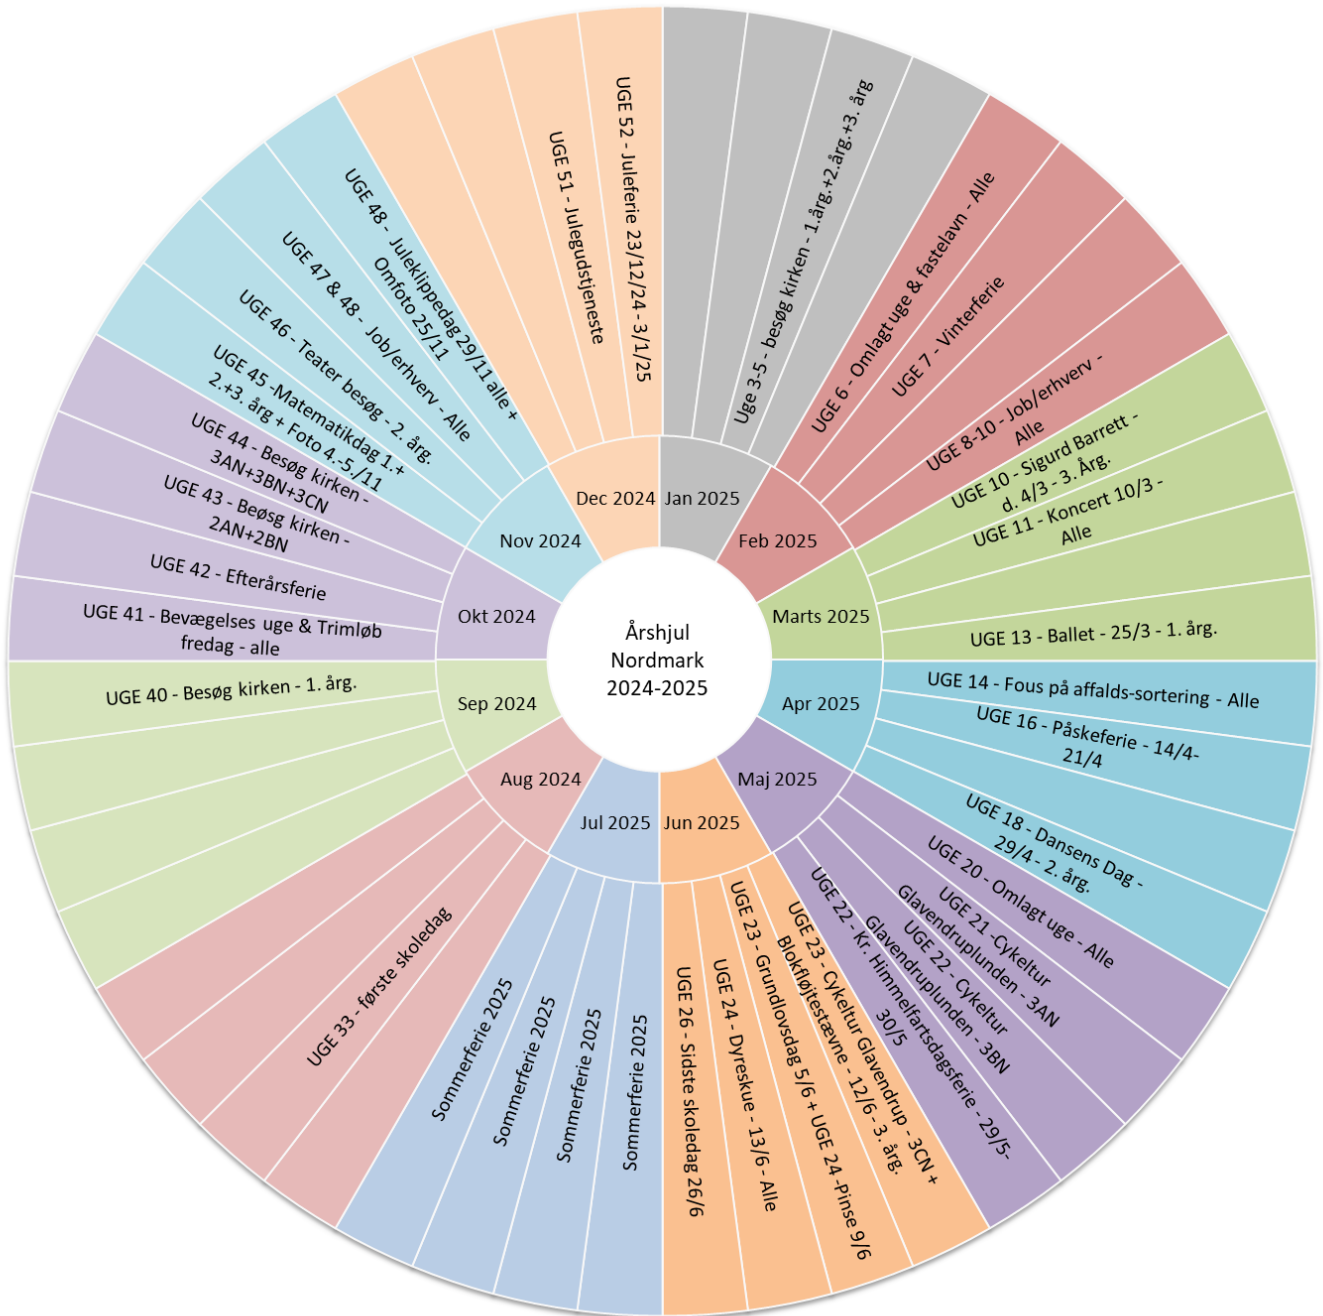 Årshjul
Nordmark
2024-2025
Jan 2025
Uge 3-5 - besøg kirken - 1.årg.+2.årg.+3. årg
Feb 2025
UGE 6 - Omlagt uge & fastelavn - Alle
UGE 7 - Vinterferie
UGE 8-10 - Job/erhverv -
Alle
Marts 2025
UGE 10 - Sigurd Barrett -
d. 4/3 - 3. Årg.
UGE 11 - Koncert 10/3 -
Alle
UGE 13 - Ballet - 25/3 - 1. årg.
Apr 2025
UGE 14 - Fous på affalds-sortering - Alle
UGE 16 - Påskeferie - 14/4-
21/4
UGE 18 - Dansens Dag -
29/4 - 2. årg.
Maj 2025
UGE 20 - Omlagt uge - Alle
UGE 21 -Cykeltur
Glavendruplunden - 3AN
UGE 22 - Cykeltur
Glavendruplunden - 3BN
UGE 22 - Kr. Himmelfartsdagsferie - 29/5-
30/5
Jun 2025
UGE 23 - Cykeltur Glavendrup - 3CN +
Blokfløjtestævne - 12/6 - 3. årg.
UGE 23 - Grundlovsdag 5/6 + UGE 24 -Pinse 9/6
UGE 24 - Dyreskue - 13/6 - Alle
UGE 26 - Sidste skoledag 26/6
Jul 2025
Sommerferie 2025
Sommerferie 2025
Sommerferie 2025
Sommerferie 2025
Aug 2024
UGE 33 - første skoledag
Sep 2024
UGE 40 - Besøg kirken - 1. årg.
Okt 2024
UGE 41 - Bevægelses uge & Trimløb
fredag - alle
UGE 42 - Efterårsferie
UGE 43 - Beøsg kirken -
2AN+2BN
UGE 44 - Besøg kirken -
3AN+3BN+3CN
Nov 2024
UGE 45 -Matematikdag 1.+
2.+3. årg + Foto 4.-5./11
UGE 46 - Teater besøg - 2. årg.
UGE 47 & 48 - Job/erhverv - Alle
UGE 48 - Juleklippedag 29/11 alle +
Omfoto 25/11
Dec 2024
UGE 51 - Julegudstjeneste
UGE 52 - Juleferie 23/12/24 - 3/1/25